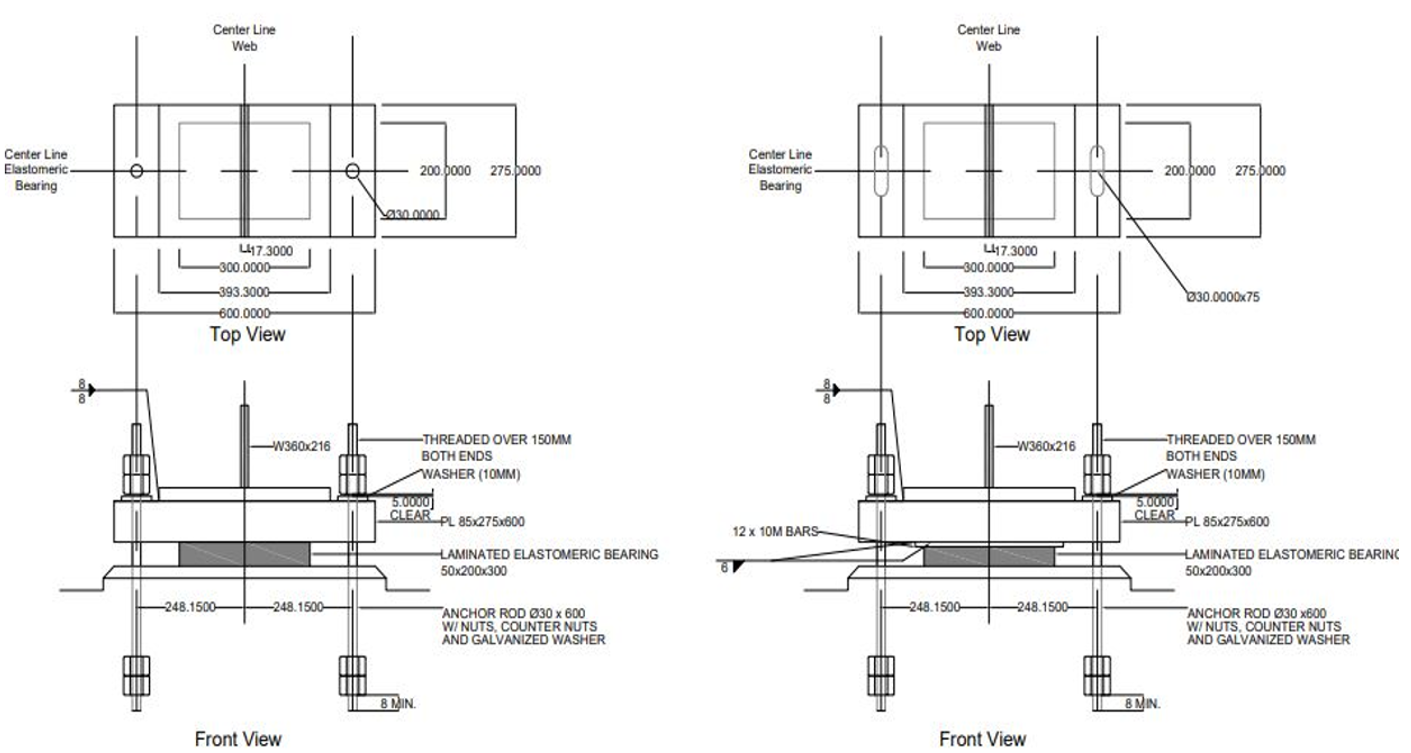 Center Line
Web
Center Line
Elastomeric
Bearing
200.0000
275.0000
Ø30.0000
17.3000
300.0000
393.3000
600.0000
Top View
8
8
W360x216
THREADED OVER 150MM
BOTH ENDS
WASHER (10MM)
5.0000
CLEAR
PL 85x275x600
LAMINATED ELASTOMERIC BEARING
50x200x300
248.1500
248.1500
ANCHOR ROD Ø30 x 600
W/ NUTS, COUNTER NUTS
AND GALVANIZED WASHER
8 MIN.
Front View
Center Line
Web
Center Line
Elastomeric
Bearing
200.0000
275.0000
17.3000
300.0000
Ø30.0000x75
393.3000
600.0000
Top View
8
8
W360x216
THREADED OVER 150MM
BOTH ENDS
WASHER (10MM)
5.0000
CLEAR
PL 85x275x600
12 x 10M BARS
6
LAMINATED ELASTOMERIC BEARING
50x200x300
248.1500
248.1500
ANCHOR ROD Ø30 x600
W/ NUTS, COUNTER NUTS
AND GALVANIZED WASHER
8 MIN.
Front View